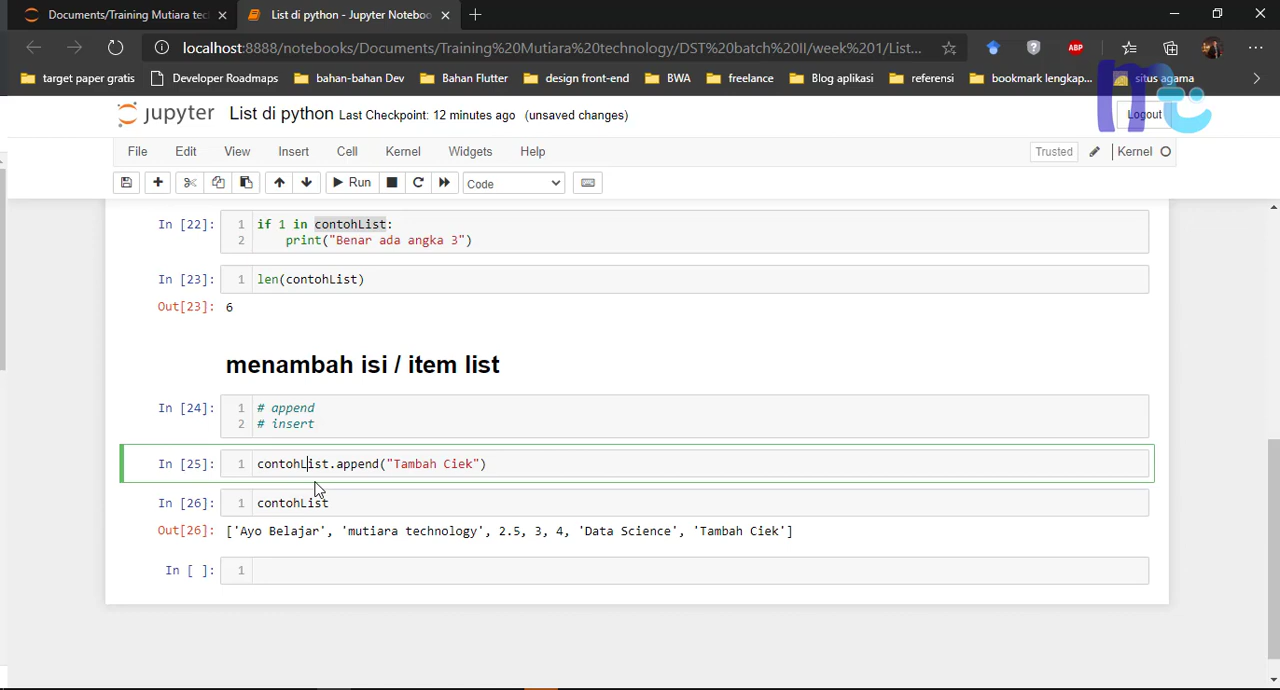 Documents/Training Mutiara tec
List di python - Jupyter Noteboo
localhost:8888/notebooks/Documents/Training%20Mutiara%20technology/DST%20batch%20II/week%201/List...
ABP
target paper gratis
Developer Roadmaps
bahan-bahan Dev
Bahan Flutter
design front-end
BWA
freelance
Blog aplikasi
referensi
bookmark lengkap...
situs agama
jupyter List di python Last Checkpoint: 12 minutes ago (unsaved changes)
Logout
File Edit View Insert Cell Kernel Widgets Help
Trusted Kernel
Run Code
In [22]: 1 if 1 in contohList:
2 print("Benar ada angka 3")
In [23]: 1 len(contohList)
Out[23]: 6
menambah isi / item list
In [24]: 1 # append
2 # insert
In [25]: 1 contohList.append("Tambah Ciek")
In [26]: 1 contohList
Out[26]: ['Ayo Belajar', 'mutiara technology', 2.5, 3, 4, 'Data Science', 'Tambah Ciek']
In [ ]: 1